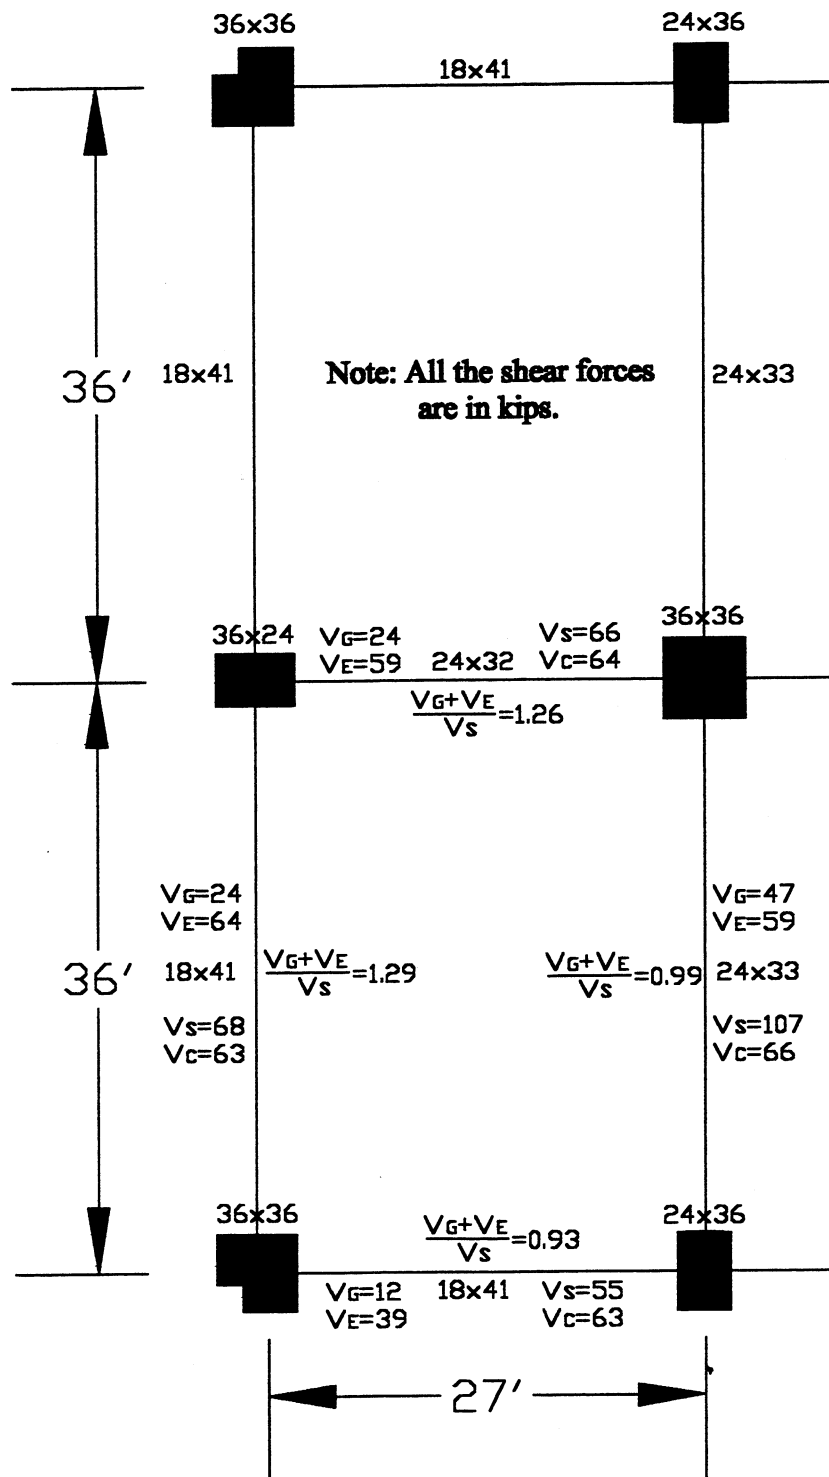 36x36
24x36
18x41
36'
18x41
Note: All the shear forces
are in kips.
24x33
36x24
VG=24
VE=59
24x32
VS=66
VC=64
36x36
VG+VE
VS
=1.26
VG=24
VE=64
36'
18x41
VS=68
VC=63
VG+VE
VS
=1.29
VG+VE
VS
=0.99
VG=47
VE=59
24x33
VS=107
VC=66
36x36
VG+VE
VS
=0.93
24x36
VG=12
VE=39
18x41
VS=55
VC=63
27'